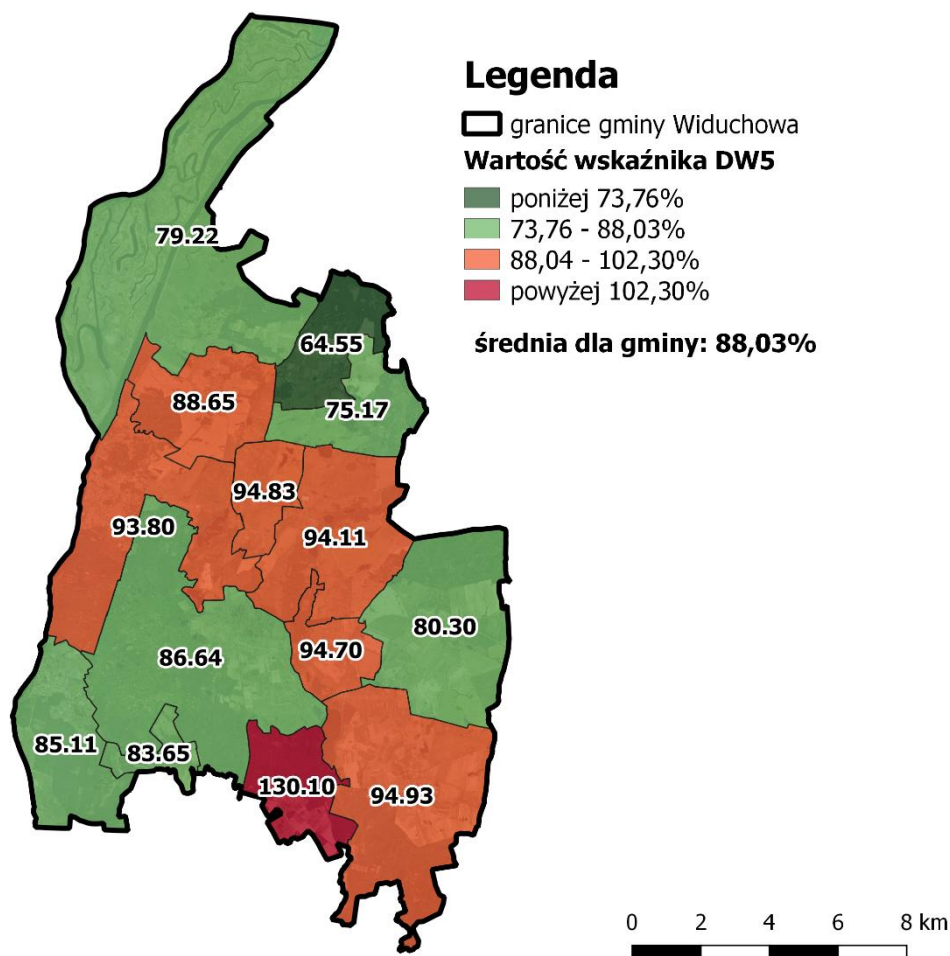 Legenda
granice gminy Widuchowa
Wartość wskaźnika DW5
poniżej 73,76%
73,76 - 88,03%
88,04 - 102,30%
powyżej 102,30%
średnia dla gminy: 88,03%
79.22
64.55
88.65
75.17
94.83
93.80
94.11
80.30
94.70
86.64
85.11
83.65
130.10
94.93
0 2 4 6 8 km